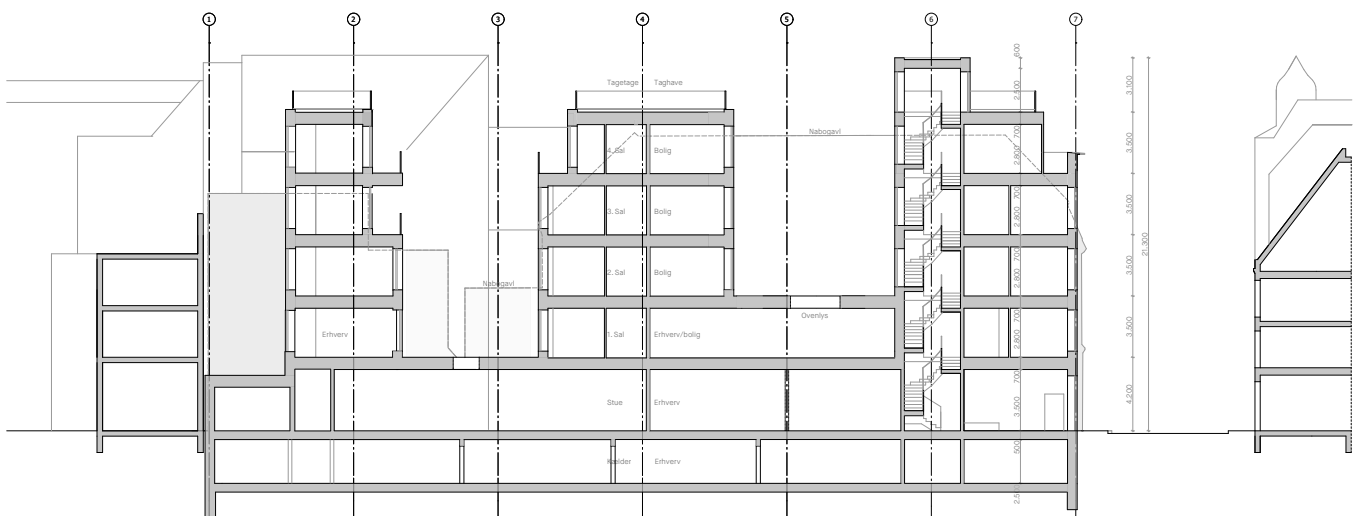 1 2 3 4 5 6 7
Tagetage Taghave
Nabogavl
4. Sal Bolig
3. Sal Bolig
2. Sal Bolig
Nabogavl
Ovenlys
Erhverv
1. Sal Erhverv/bolig
Stue Erhverv
Kælder Erhverv
600
2.500
700
2.800
700
2.800
700
2.800
700
2.800
700
3.500
500
3.100
3.500
3.500
3.500
3.500
4.200
21.300